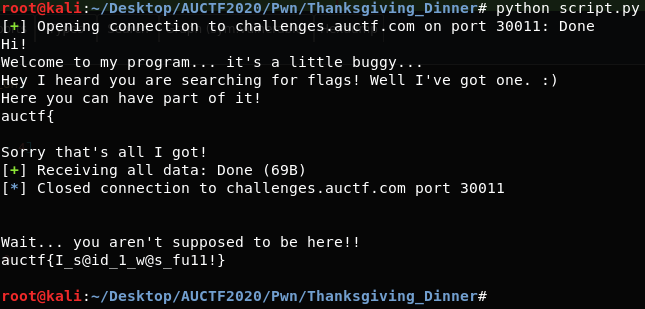 root@kali:~/Desktop/AUCTF2020/Pwn/Thanksgiving_Dinner# python script.py
[+] Opening connection to challenges.auctf.com on port 30011: Done
Hi!
Welcome to my program... it's a little buggy...
Hey I heard you are searching for flags! Well I've got one. :)
Here you can have part of it!
auctf{
Sorry that's all I got!
[+] Receiving all data: Done (69B)
[*] Closed connection to challenges.auctf.com port 30011
Wait... you aren't supposed to be here!!
auctf{I_s@id_1_w@s_fu11!}
root@kali:~/Desktop/AUCTF2020/Pwn/Thanksgiving_Dinner#